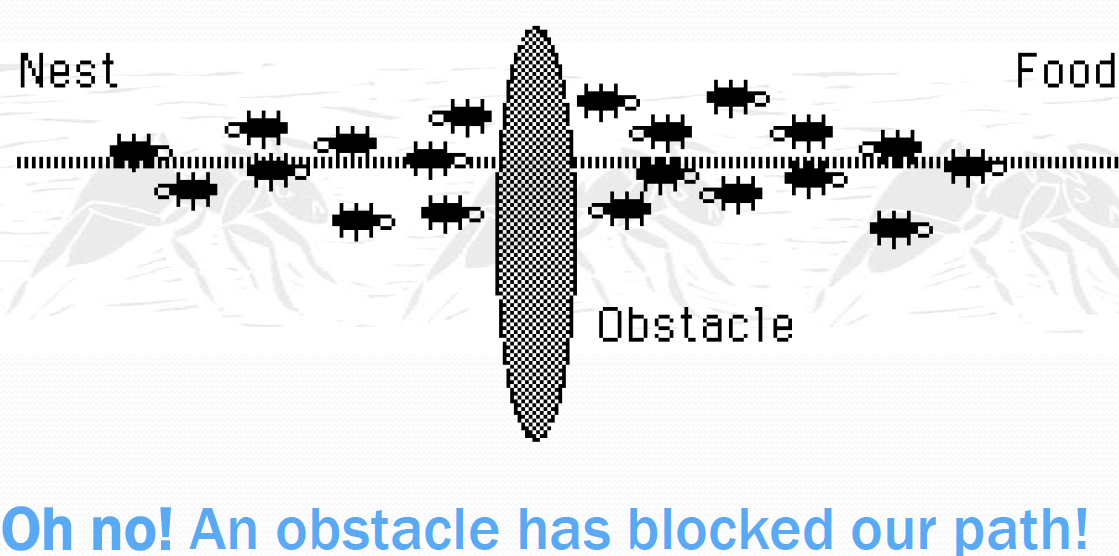 Nest
Food
Obstacle
Oh no! An obstacle has blocked our path!